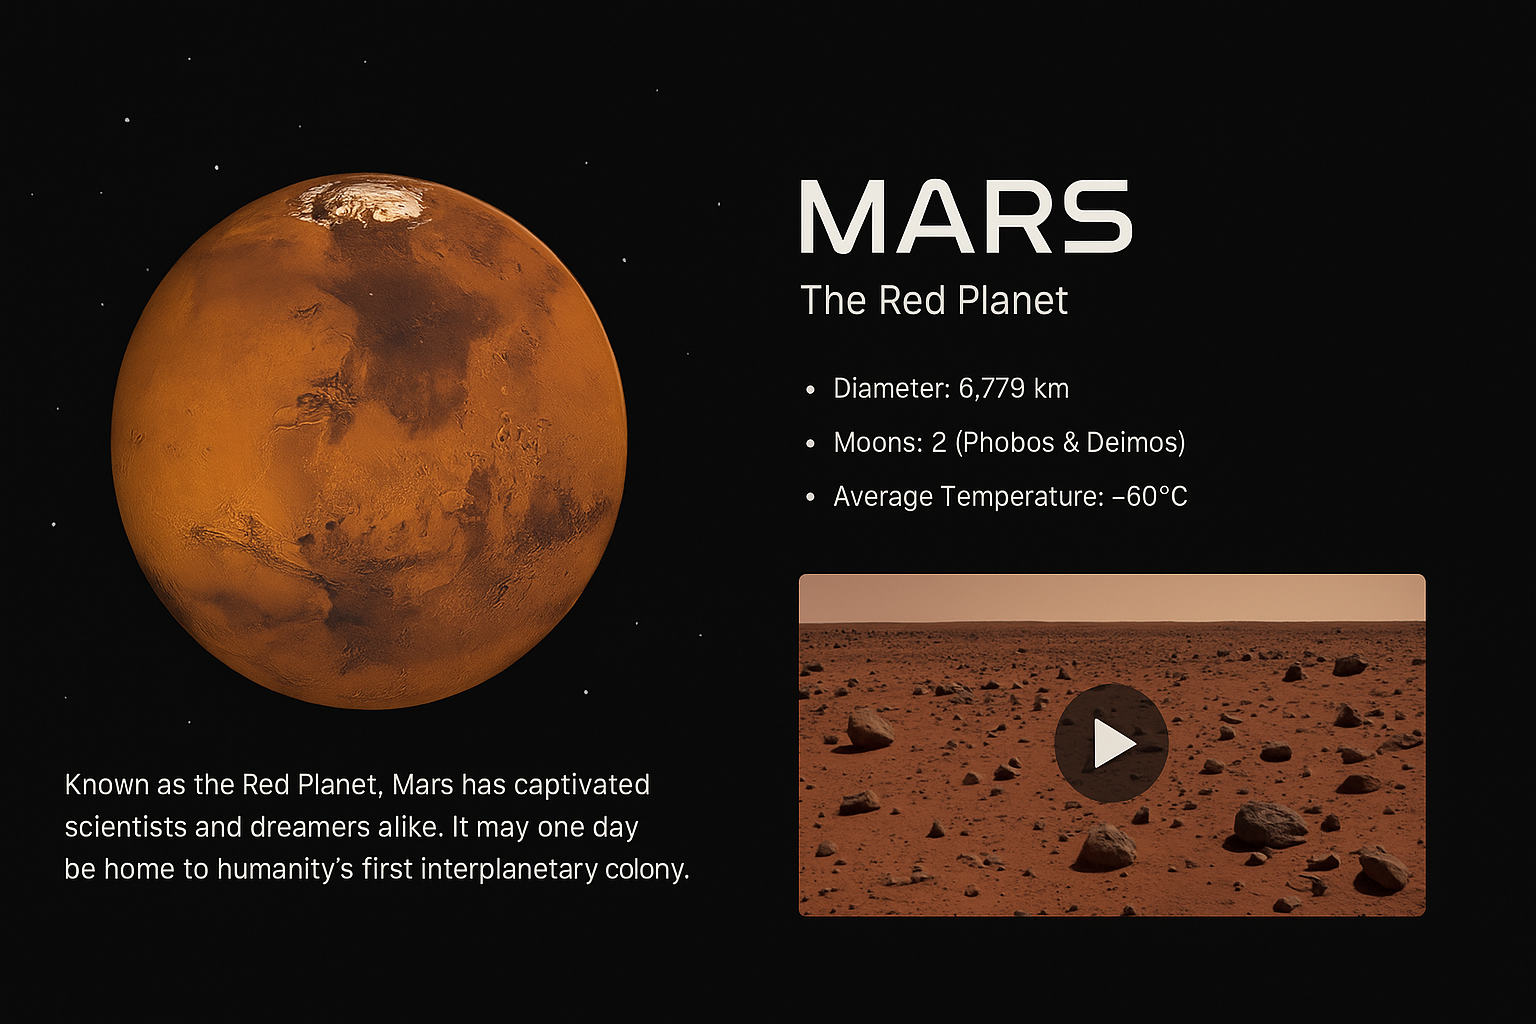 MARS
The Red Planet
• Diameter: 6,779 km
• Moons: 2 (Phobos & Deimos)
• Average Temperature: –60°C
Known as the Red Planet, Mars has captivated
scientists and dreamers alike. It may one day
be home to humanity’s first interplanetary colony.